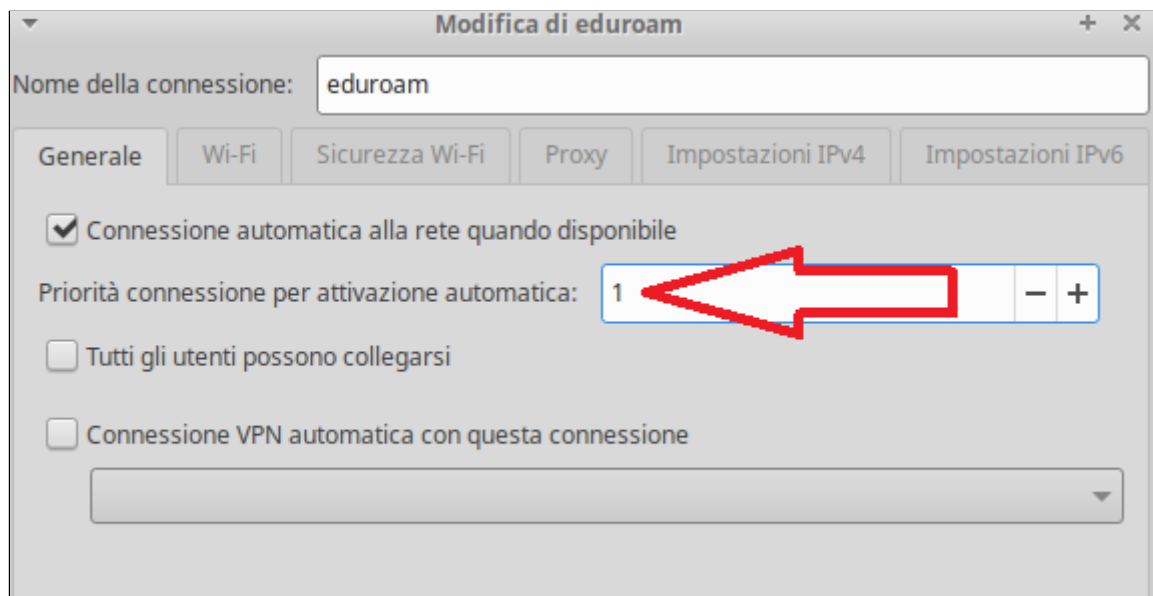 Modifica di eduroam
Nome della connessione: eduroam
Generale Wi-Fi Sicurezza Wi-Fi Proxy Impostazioni IPv4 Impostazioni IPv6
Connessione automatica alla rete quando disponibile
Priorità connessione per attivazione automatica: 1
Tutti gli utenti possono collegarsi
Connessione VPN automatica con questa connessione